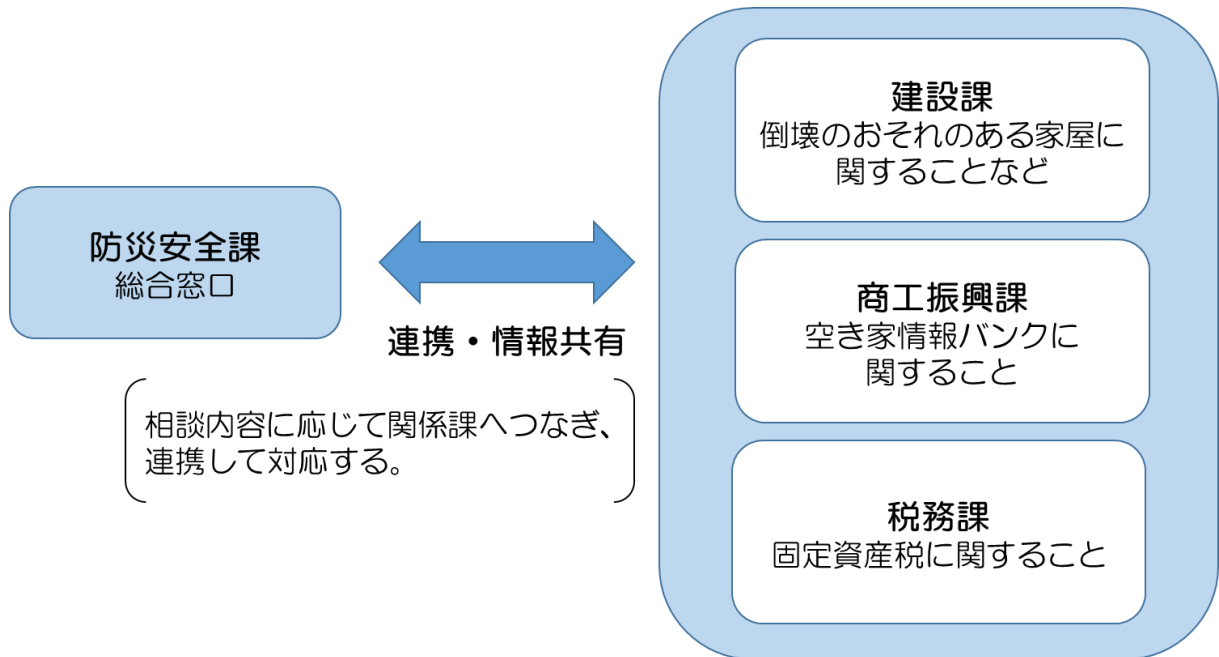 防災安全課
総合窓口
連携・情報共有
相談内容に応じて関係課へつなぎ、
連携して対応する。
建設課
倒壊のおそれのある家屋に
関することなど
商工振興課
空き家情報バンクに
関すること
税務課
固定資産税に関すること